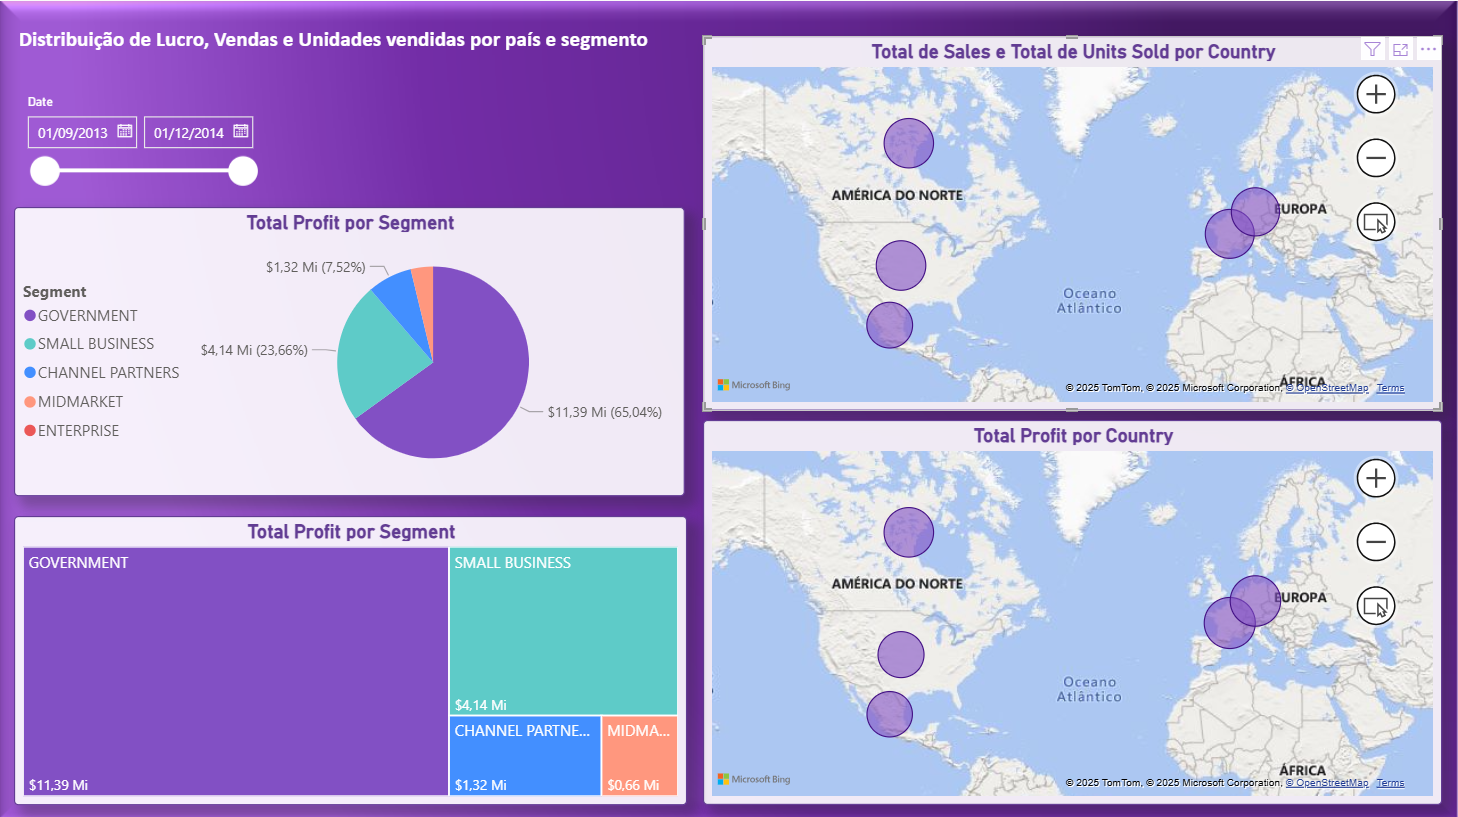 Distribuição de Lucro, Vendas e Unidades vendidas por país e segmento
Date
01/09/2013
01/12/2014
Total Profit por Segment
Segment
GOVERNMENT
SMALL BUSINESS
CHANNEL PARTNERS
MIDMARKET
ENTERPRISE
$1,32 Mi (7,52%)
$4,14 Mi (23,66%)
$11,39 Mi (65,04%)
Total Profit por Segment
GOVERNMENT
$11,39 Mi
SMALL BUSINESS
$4,14 Mi
CHANNEL PARTNE...
$1,32 Mi
MIDMA...
$0,66 Mi
Total de Sales e Total de Units Sold por Country
AMÉRICA DO NORTE
EUROPA
Oceano
Atlântico
ÁFRICA
Microsoft Bing
© 2025 TomTom, © 2025 Microsoft Corporation, © OpenStreetMap Terms
Total Profit por Country
AMÉRICA DO NORTE
EUROPA
Oceano
Atlântico
ÁFRICA
Microsoft Bing
© 2025 TomTom, © 2025 Microsoft Corporation, © OpenStreetMap Terms